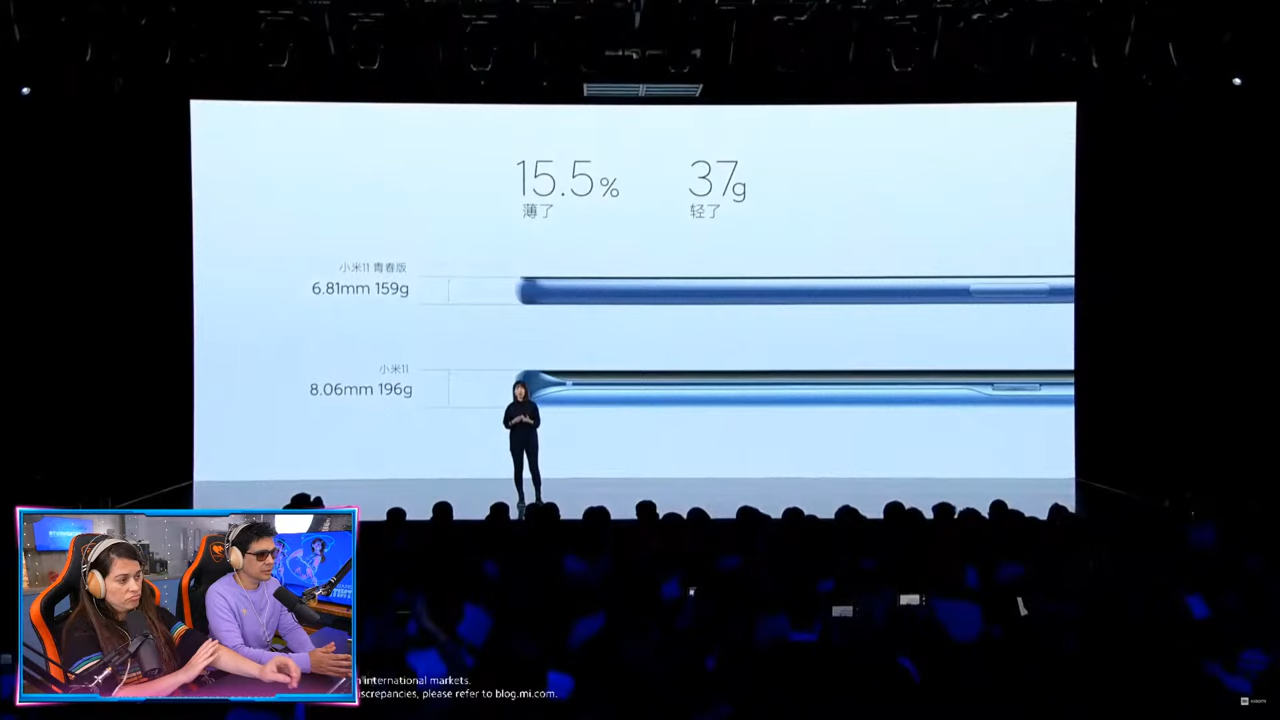 15.5% 37g
薄了 轻了
小米11 青春版
6.81mm 159g
小米11
8.06mm 196g
international markets.
screpancies, please refer to blog.mi.com.